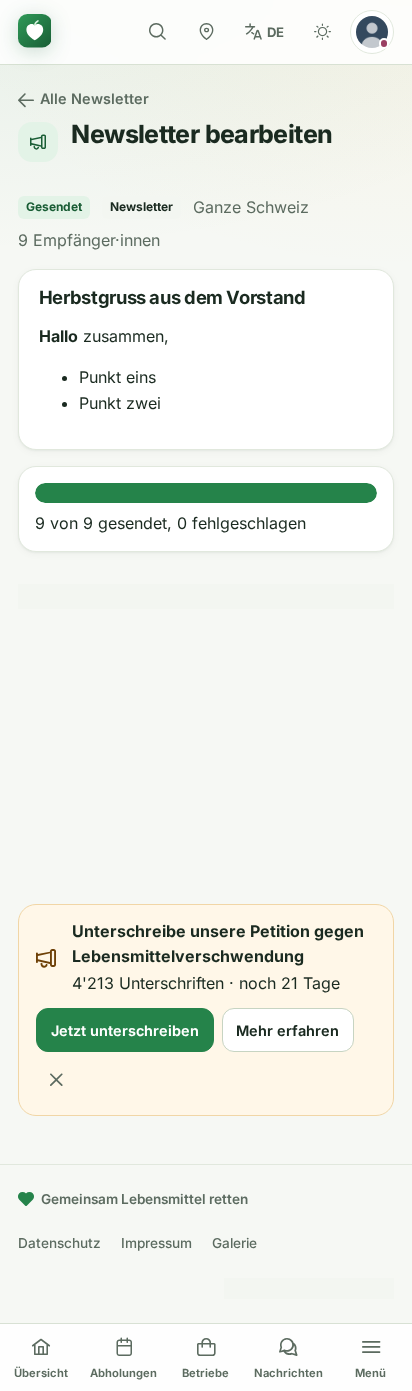 DE
Alle Newsletter
Newsletter bearbeiten
Gesendet Newsletter Ganze Schweiz
9 Empfänger·innen
Herbstgruss aus dem Vorstand
Hallo zusammen,
• Punkt eins
• Punkt zwei
9 von 9 gesendet, 0 fehlgeschlagen
Unterschreibe unsere Petition gegen
Lebensmittelverschwendung
4'213 Unterschriften · noch 21 Tage
Jetzt unterschreiben Mehr erfahren
Gemeinsam Lebensmittel retten
Datenschutz Impressum Galerie
Übersicht Abholungen Betriebe Nachrichten Menü